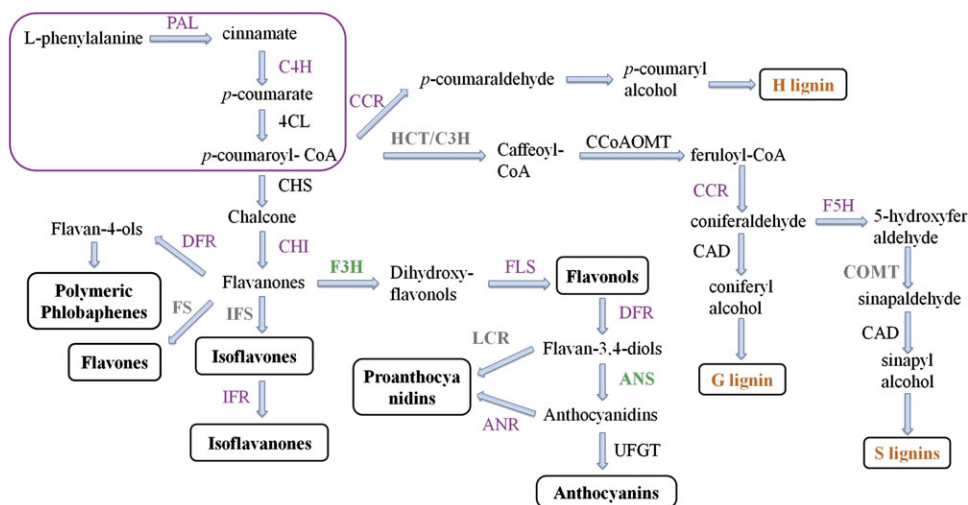 L-phenylalanine
PAL
cinnamate
C4H
p-coumarate
4CL
p-coumaroyl- CoA
CCR
p-coumaraldehyde
p-coumaryl
alcohol
H lignin
HCT/C3H
Caffeoyl-
CoA
CCoAOMT
feruloyl-CoA
CCR
coniferaldehyde
F5H
5-hydroxyfer
aldehyde
CAD
coniferyl
alcohol
G lignin
COMT
sinapaldehyde
CAD
sinapyl
alcohol
S lignins
CHS
Chalcone
CHI
Flavan-4-ols
DFR
Flavanones
F3H
Dihydroxy-
flavonols
FLS
Flavonols
Polymeric
Phlobaphenes
FS
IFS
Flavones
Isoflavones
IFR
Isoflavanones
DFR
LCR
Flavan-3,4-diols
Proanthocya
nidins
ANS
ANR
Anthocyanidins
UFGT
Anthocyanins